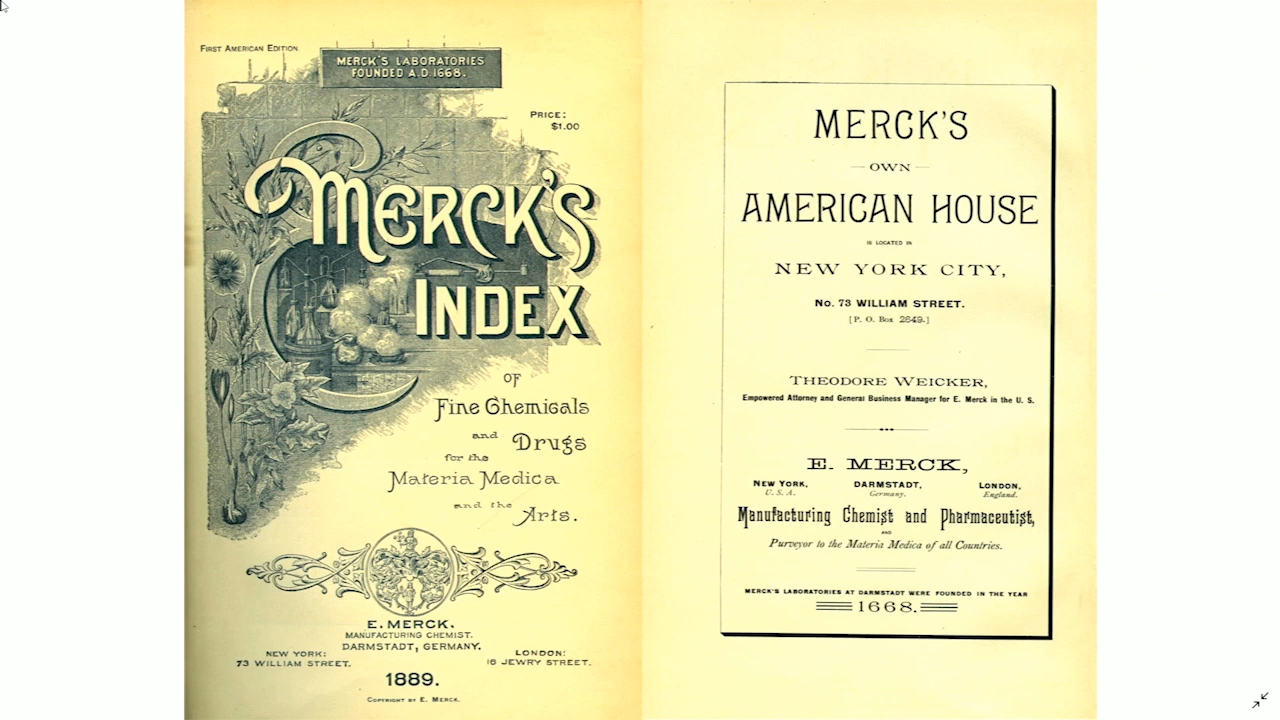 FIRST AMERICAN EDITION.
MERCK'S LABORATORIES
FOUNDED A.D. 1668.
PRICE:
$1.00
MERCK'S
INDEX
OF
Fine Chemicals
and Drugs
for the
Materia Medica
and the
Arts.
E. MERCK.
MANUFACTURING CHEMIST.
DARMSTADT, GERMANY.
NEW YORK:
73 WILLIAM STREET.
LONDON:
16 JEWRY STREET.
1889.
COPYRIGHT BY E. MERCK.
MERCK'S
OWN
AMERICAN HOUSE
IS LOCATED IN
NEW YORK CITY,
No. 73 WILLIAM STREET.
[P. O. Box 2649.]
THEODORE WEICKER,
Empowered Attorney and General Business Manager for E. Merck in the U. S.
E. MERCK,
NEW YORK, DARMSTADT, LONDON,
U. S. A. Germany. England.
Manufacturing Chemist and Pharmaceutist,
AND
Purveyor to the Materia Medica of all Countries.
MERCK'S LABORATORIES AT DARMSTADT WERE FOUNDED IN THE YEAR
1668.